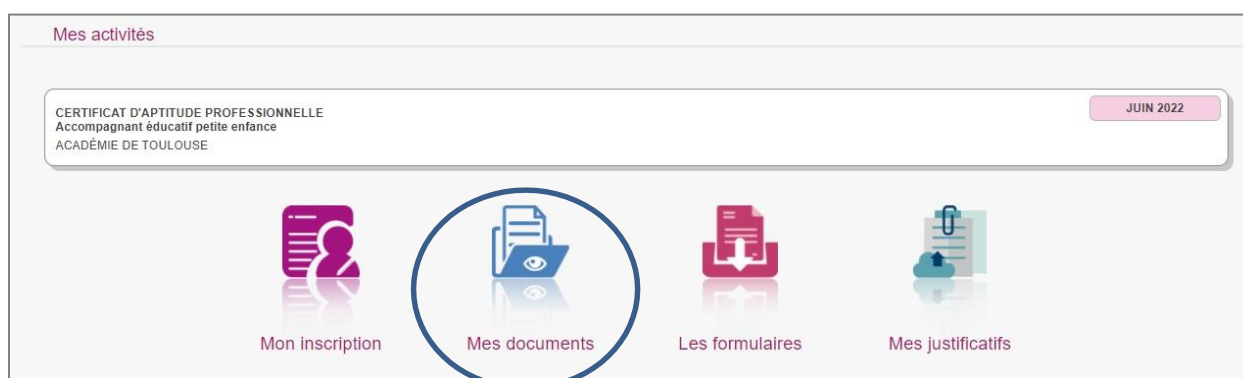 Mes activités
CERTIFICAT D'APTITUDE PROFESSIONNELLE
JUIN 2022
Accompagnant éducatif petite enfance
ACADÉMIE DE TOULOUSE
Mon inscription
Mes documents
Les formulaires
Mes justificatifs